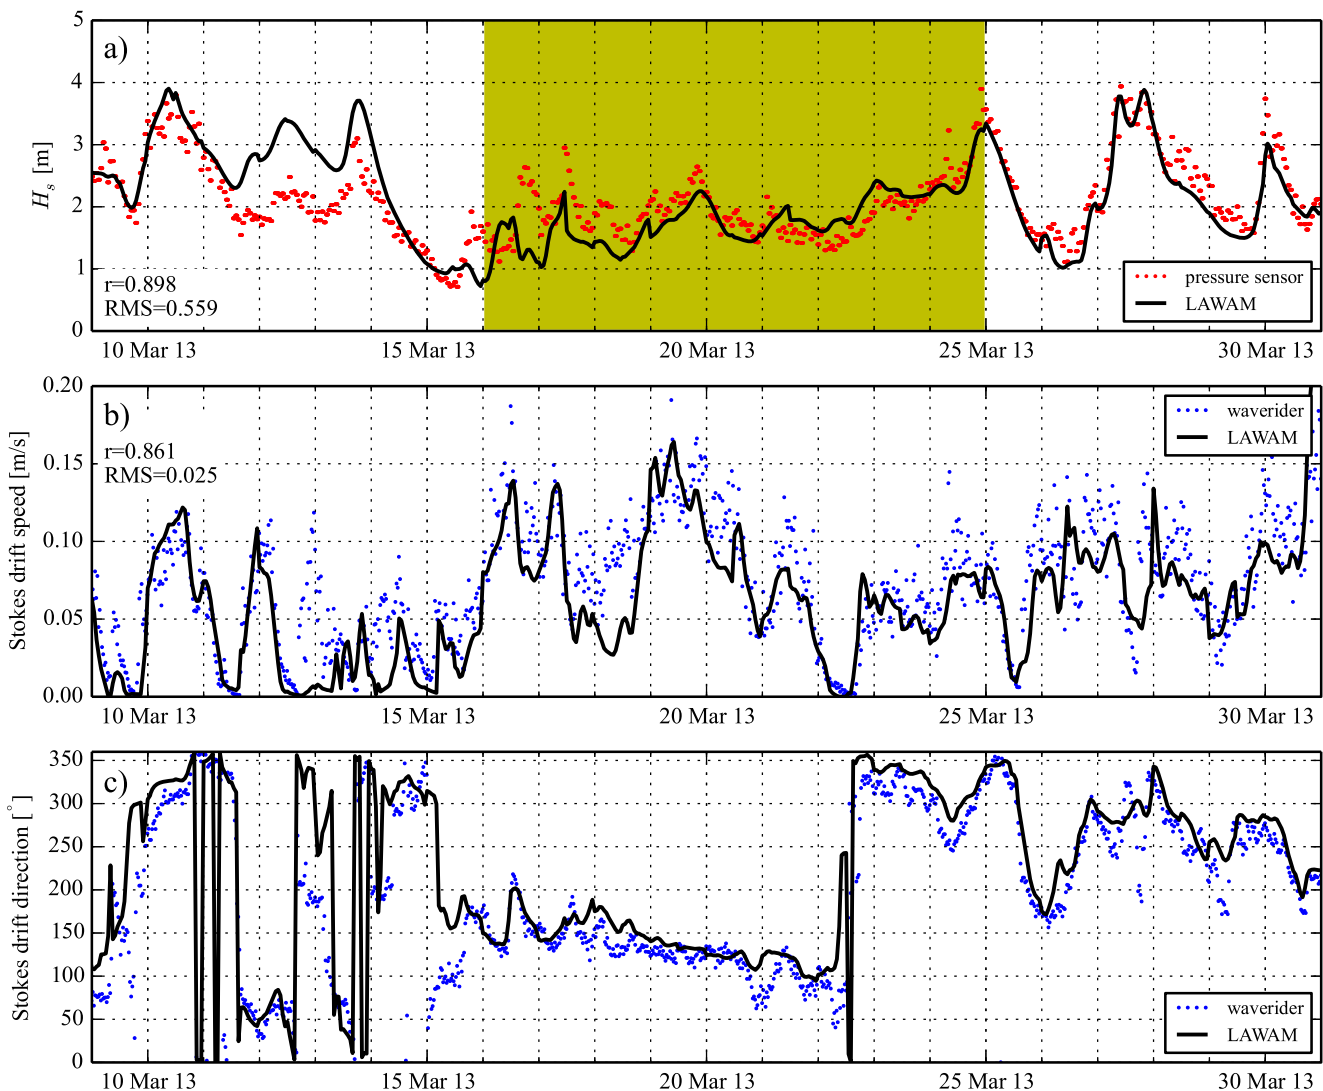 5
a)
4
3
2
1
0
H_s [m]
r=0.898
RMS=0.559
pressure sensor
LAWAM
10 Mar 13 15 Mar 13 20 Mar 13 25 Mar 13 30 Mar 13
0.20
b)
0.15
0.10
0.05
0.00
Stokes drift speed [m/s]
r=0.861
RMS=0.025
waverider
LAWAM
10 Mar 13 15 Mar 13 20 Mar 13 25 Mar 13 30 Mar 13
350
c)
300
250
200
150
100
50
0
Stokes drift direction [°]
waverider
LAWAM
10 Mar 13 15 Mar 13 20 Mar 13 25 Mar 13 30 Mar 13